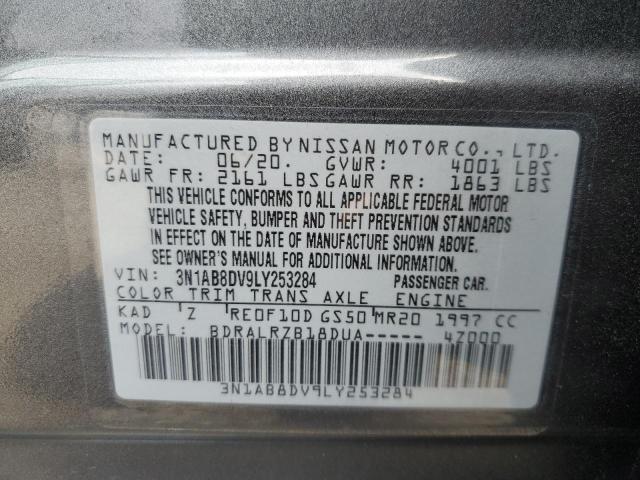 MANUFACTURED BY NISSAN MOTOR CO., LTD.
DATE: 06/20. GVWR: 4001 LBS
GAWR FR: 2161 LBS GAWR RR: 1863 LBS
THIS VEHICLE CONFORMS TO ALL APPLICABLE FEDERAL MOTOR
VEHICLE SAFETY, BUMPER AND THEFT PREVENTION STANDARDS
IN EFFECT ON THE DATE OF MANUFACTURE SHOWN ABOVE.
SEE OWNER'S MANUAL FOR ADDITIONAL INFORMATION.
VIN: 3N1AB8DV9LY253284 PASSENGER CAR.
COLOR TRIM TRANS AXLE ENGINE
KAD Z RE0F10D GS50 MR20 1997 CC
MODEL: BDRALRZB18DUA----- 4Z000
3N1AB8DV9LY253284